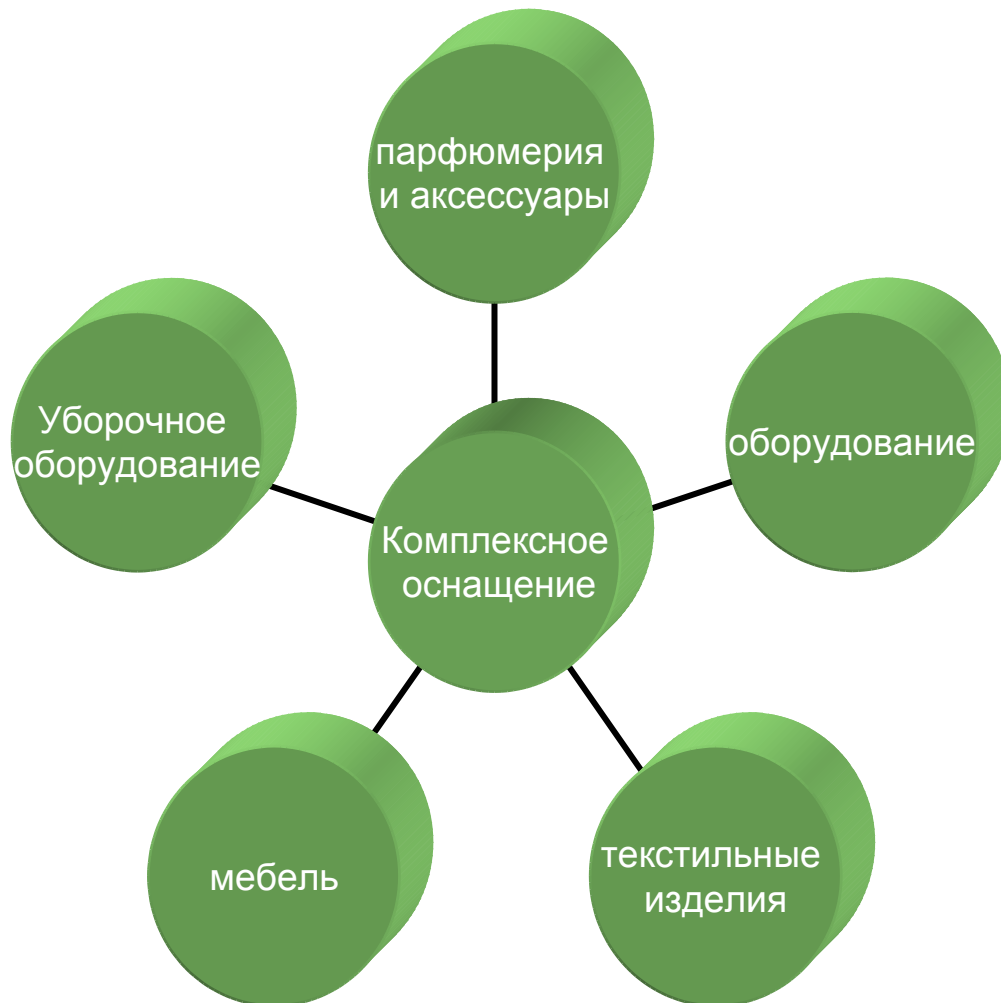 парфюмерия
и аксессуары
Уборочное
оборудование
оборудование
Комплексное
оснащение
мебель
текстильные
изделия